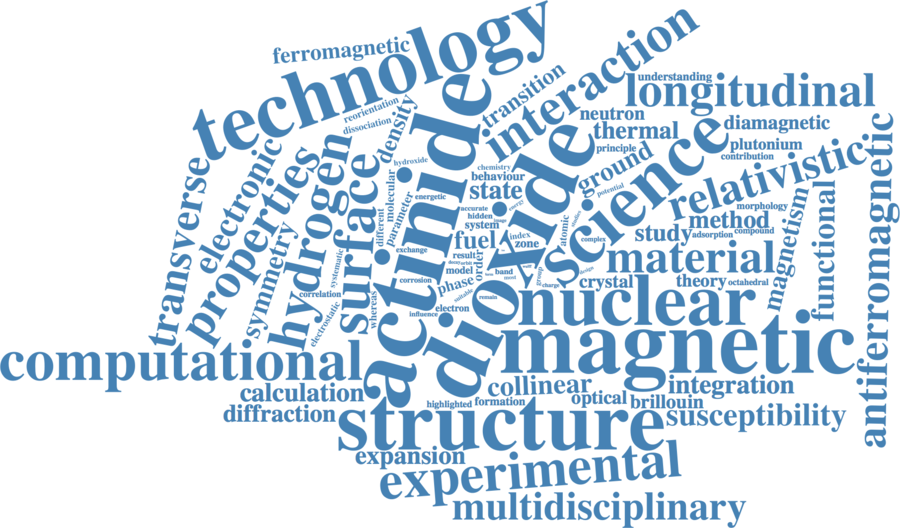 ferromagnetic
technology
reorientation
dissociation
density
transition
interaction
understanding
longitudinal
neutron
thermal
diamagnetic
principle
plutonium
contribution
transverse
electronic
properties
symmetry
hydrogen
surface
hydroxide
actinide
dioxide
chemistry
behaviour
state
ground
potential
science
relativistic
antiferromagnetic
molecular
different
parameter
energetic
accurate
hidden
system
image
energy
atomic
morphology
method
magnetism
functional
exchange
fuel
index
zone
complex
study
adsorption
compound
systematic
result
order
model
band
group
design
material
corrosion
phase
suitable
charge
crystal
theory
octahedral
correlation
electrostatic
whereas
remain
electron
influence
nuclear
magnetic
computational
calculation
diffraction
collinear
integration
highlighted
formation
optical
brillouin
structure
susceptibility
expansion
experimental
multidisciplinary